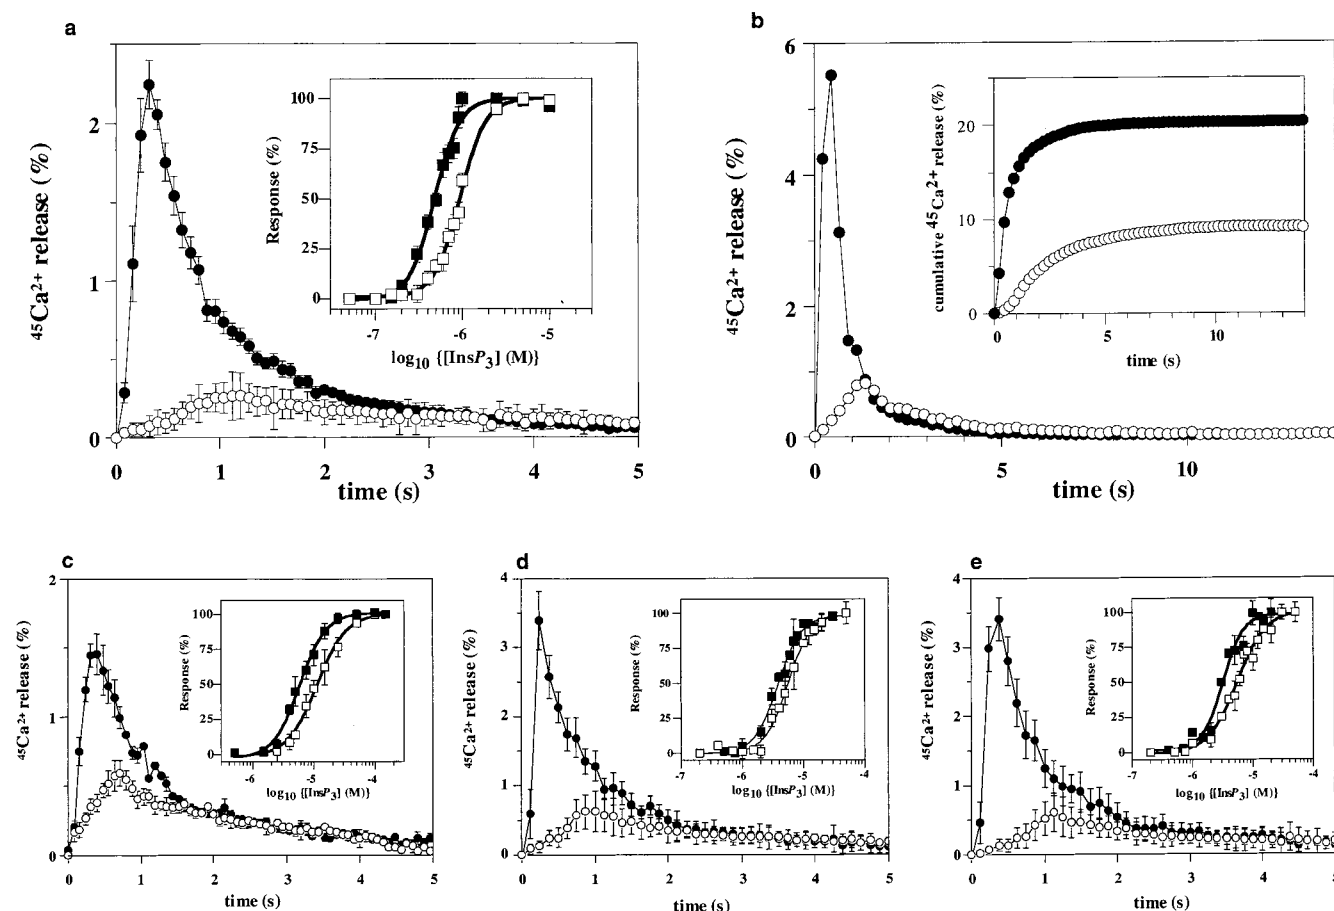 a
⁴⁵Ca²⁺ release (%)
2
1
0
0 1 2 3 4 5
time (s)
Response (%)
100
75
50
25
0
-7 -6 -5
log₁₀ {[InsP₃] (M)}
b
⁴⁵Ca²⁺ release (%)
6
4
2
0
0 5 10
time (s)
cumulative ⁴⁵Ca²⁺ release (%)
20
10
0
0 5 10
time (s)
c
⁴⁵Ca²⁺ release (%)
2
1
0
0 1 2 3 4 5
time (s)
Response (%)
100
75
50
25
0
-6 -5 -4
log₁₀ {[InsP₃] (M)}
d
⁴⁵Ca²⁺ release (%)
4
3
2
1
0
0 1 2 3 4 5
time (s)
Response (%)
100
75
50
25
0
-7 -6 -5 -4
log₁₀ {[InsP₃] (M)}
e
⁴⁵Ca²⁺ release (%)
4
3
2
1
0
0 1 2 3 4 5
time (s)
Response (%)
100
75
50
25
0
-7 -6 -5 -4
log₁₀ {[InsP₃] (M)}